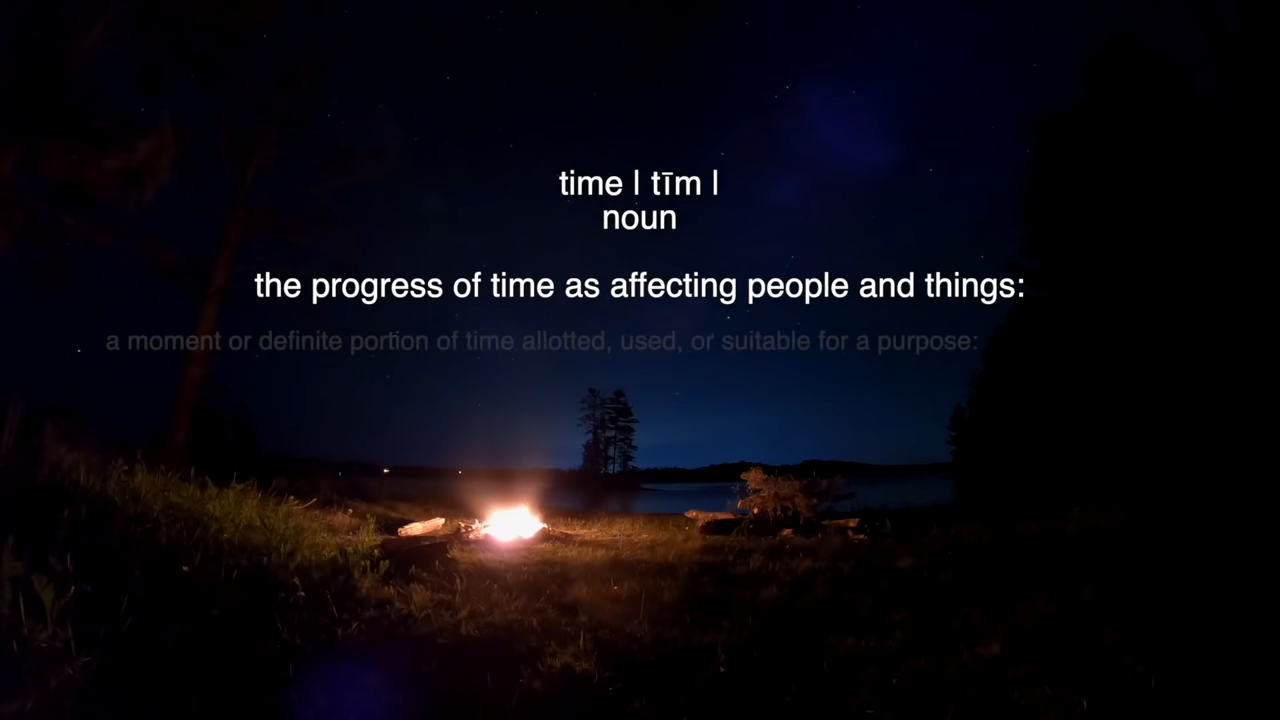 time | tīm |
noun
the progress of time as affecting people and things:
a moment or definite portion of time allotted, used, or suitable for a purpose: